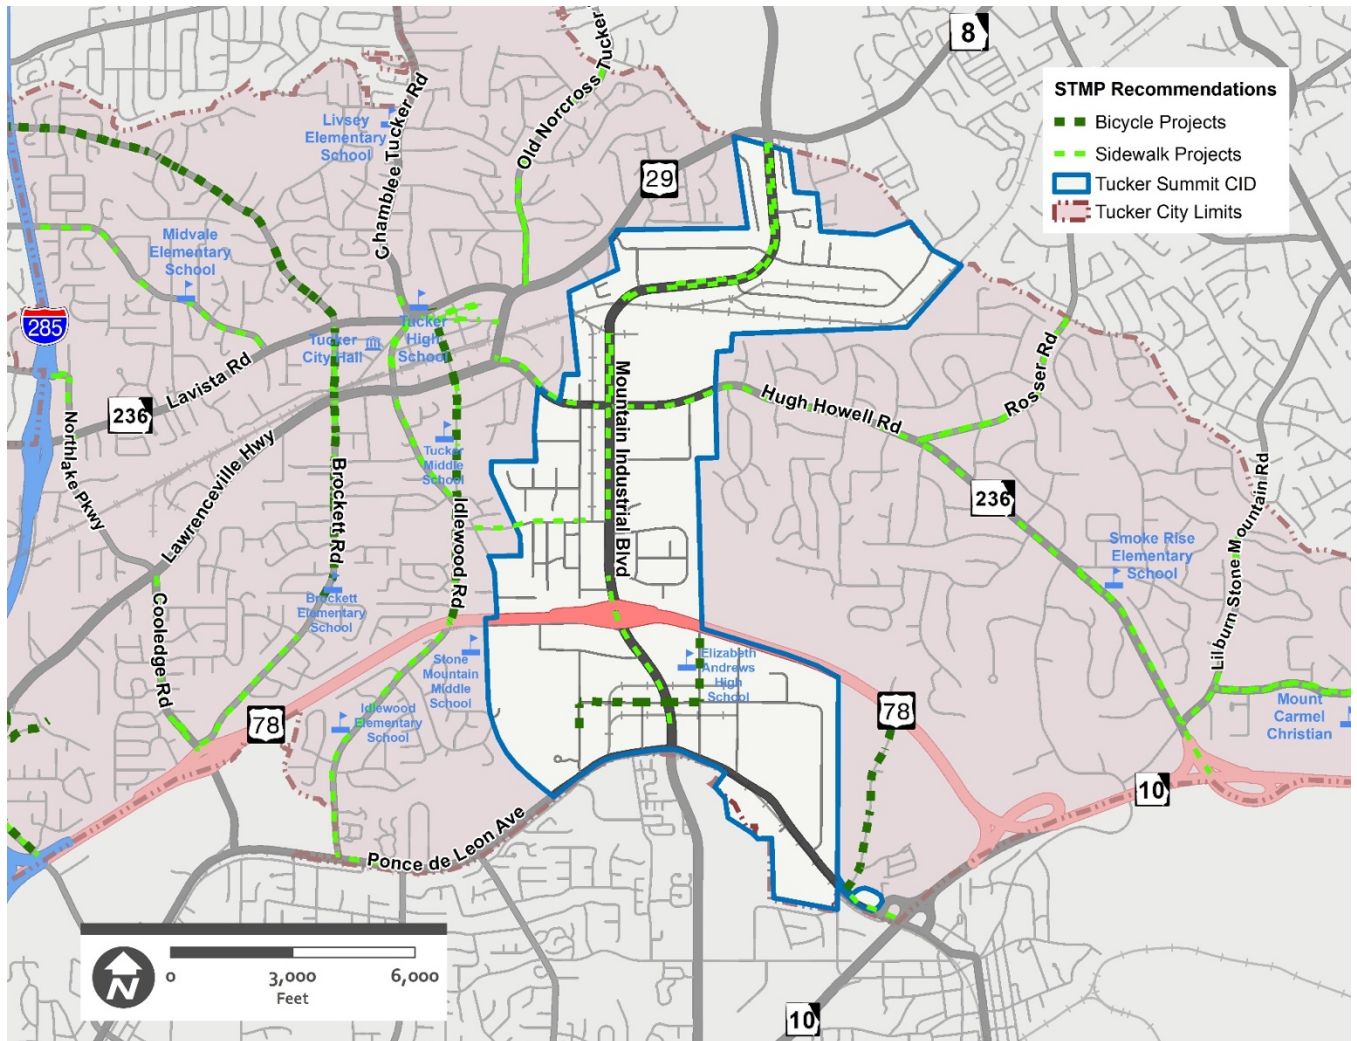 8
STMP Recommendations
Bicycle Projects
Sidewalk Projects
Tucker Summit CID
Tucker City Limits
Old Norcross Tucker
Chamblee Tucker Rd
Livsey
Elementary
School
29
Midvale
Elementary
School
285
Tucker
High
School
Tucker
City Hall
Lavista Rd
236
Northlake Pkwy
Lawrenceville Hwy
Mountain Industrial Blvd
Hugh Howell Rd
Rosser Rd
Tucker
Middle
School
Brockett Rd
Idlewood Rd
236
Lilburn Stone Mountain Rd
Smoke Rise
Elementary
School
Brockett
Elementary
School
Cooledge Rd
Stone
Mountain
Middle
School
Elizabeth
Andrews
High
School
Idlewood
Elementary
School
78
78
Mount
Carmel
Christian
10
Ponce de Leon Ave
N
0
3,000
6,000
Feet
10